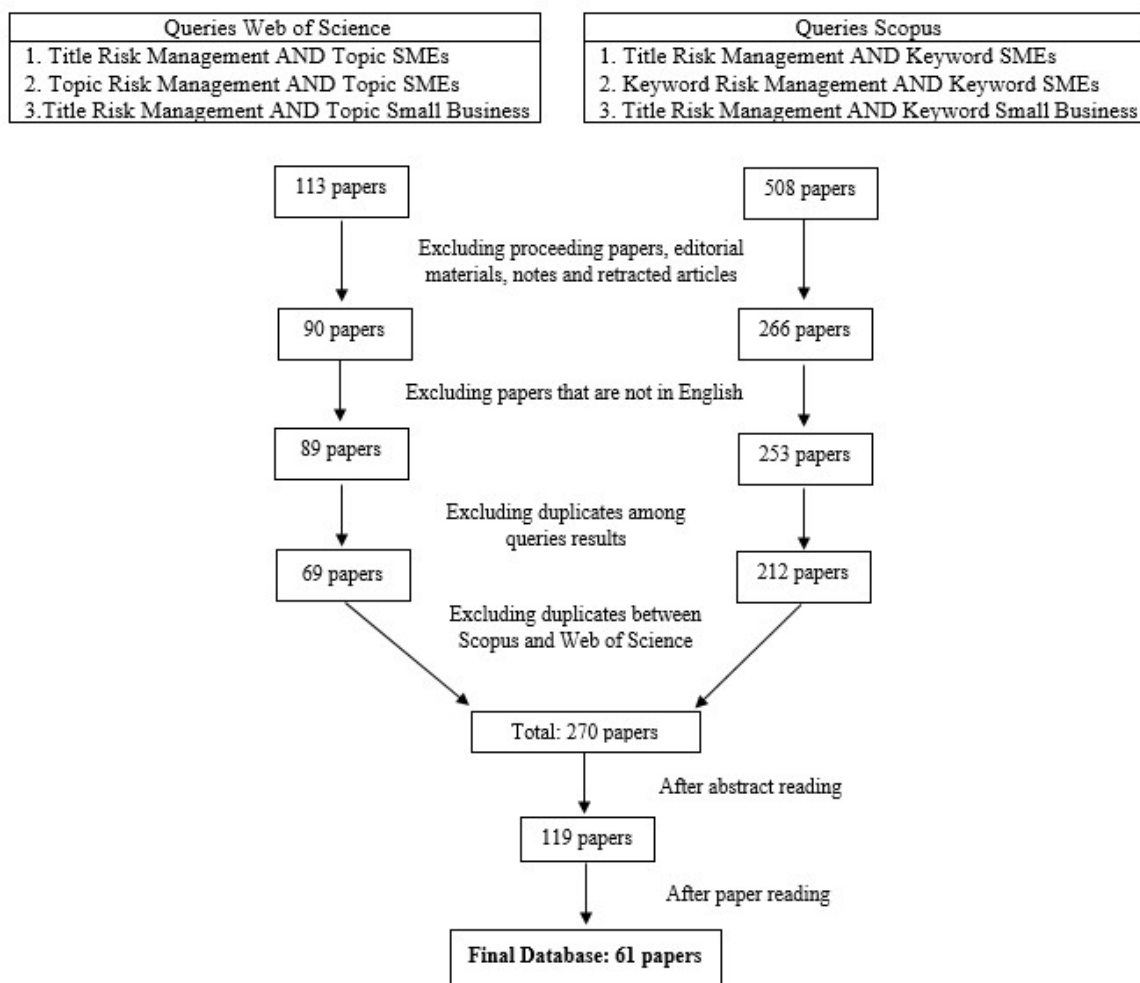 Queries Web of Science
1. Title Risk Management AND Topic SMEs
2. Topic Risk Management AND Topic SMEs
3.Title Risk Management AND Topic Small Business
Queries Scopus
1. Title Risk Management AND Keyword SMEs
2. Keyword Risk Management AND Keyword SMEs
3. Title Risk Management AND Keyword Small Business
113 papers
508 papers
Excluding proceeding papers, editorial
materials, notes and retracted articles
90 papers
266 papers
Excluding papers that are not in English
89 papers
253 papers
Excluding duplicates among
queries results
69 papers
212 papers
Excluding duplicates between
Scopus and Web of Science
Total: 270 papers
After abstract reading
119 papers
After paper reading
Final Database: 61 papers